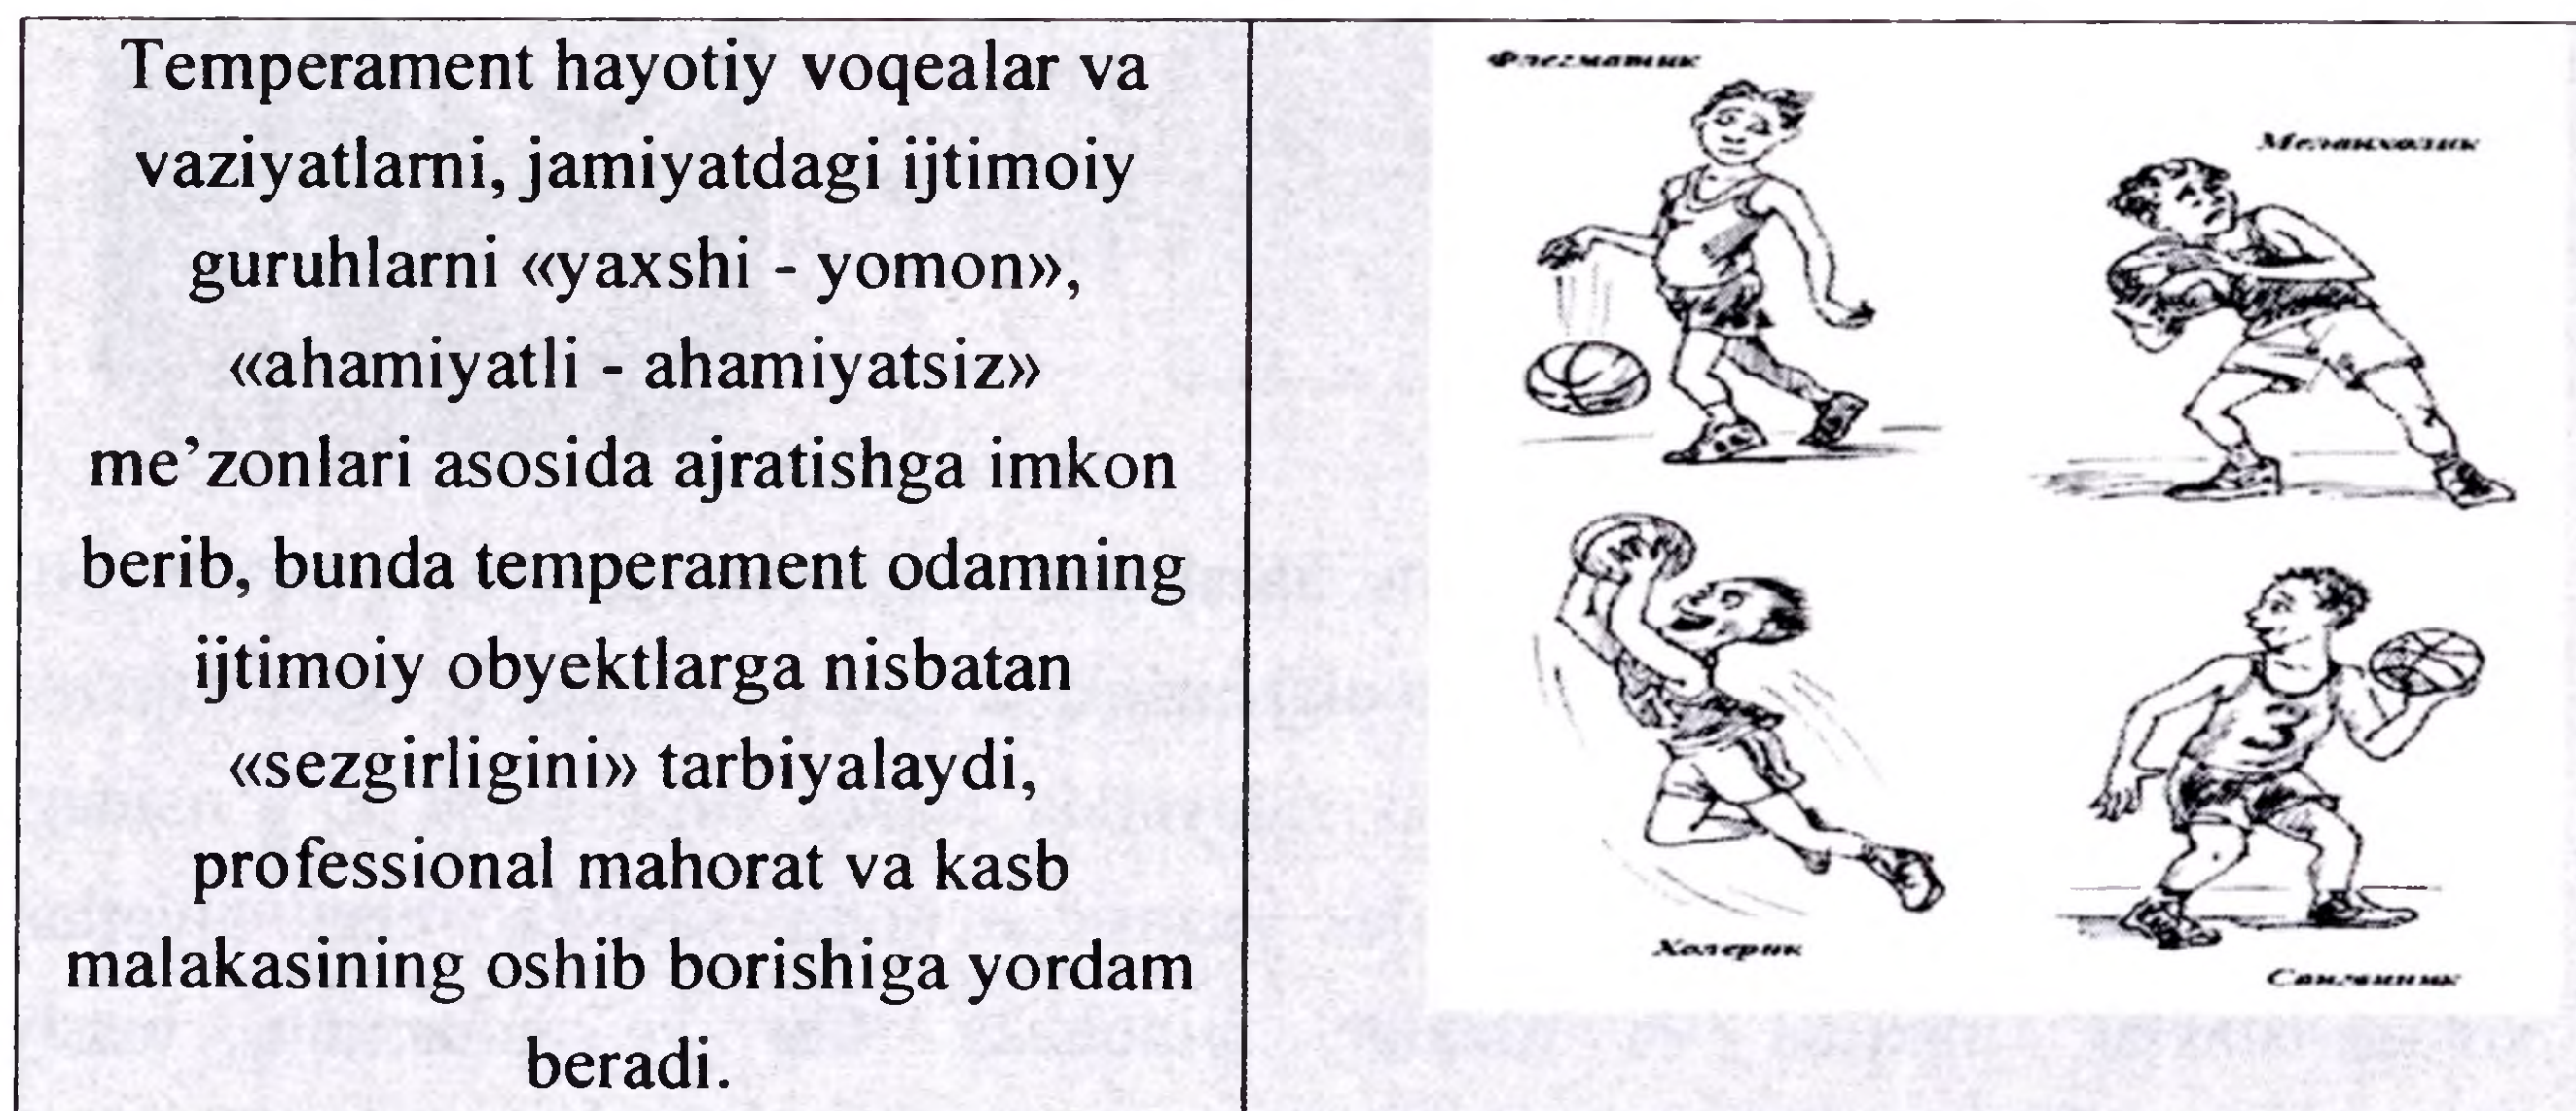 Temperament hayotiy voqealar va
vaziyatlarni, jamiyatdagi ijtimoiy
guruhlarni «yaxshi - yomon»,
«ahamiyatli - ahamiyatsiz»
me’zonlari asosida ajratishga imkon
berib, bunda temperament odamning
ijtimoiy obyektlarga nisbatan
«sezgirligini» tarbiyalaydi,
professional mahorat va kasb
malakasining oshib borishiga yordam
beradi.
Флегматик
Меланхолик
3
Холерик
Сангвиник